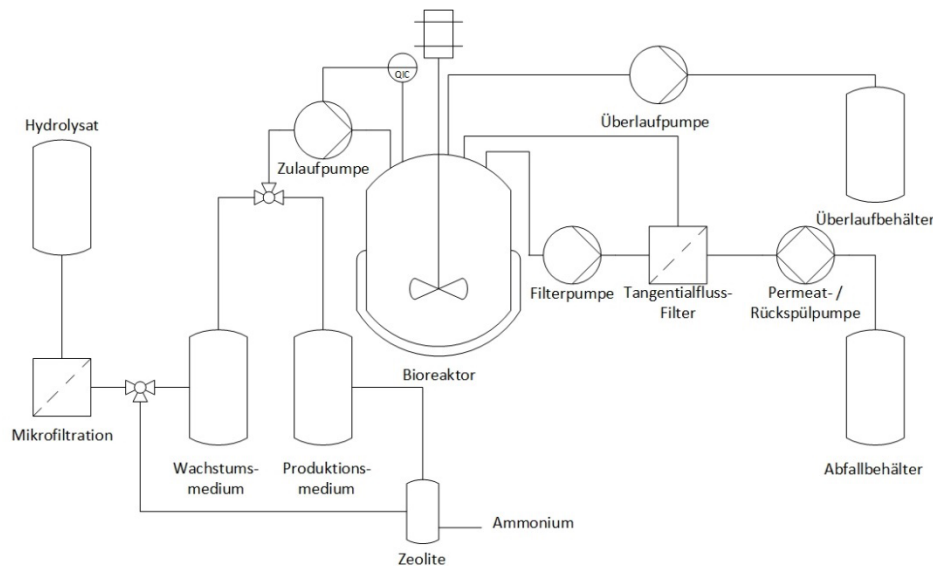 Hydrolysat
QIC
Zulaufpumpe
Überlaufpumpe
Überlaufbehälter
Filterpumpe
Tangentialfluss-
Filter
Permeat-/
Rückspülpumpe
Bioreaktor
Mikrofiltration
Wachstums-
medium
Produktions-
medium
Abfallbehälter
Ammonium
Zeolite